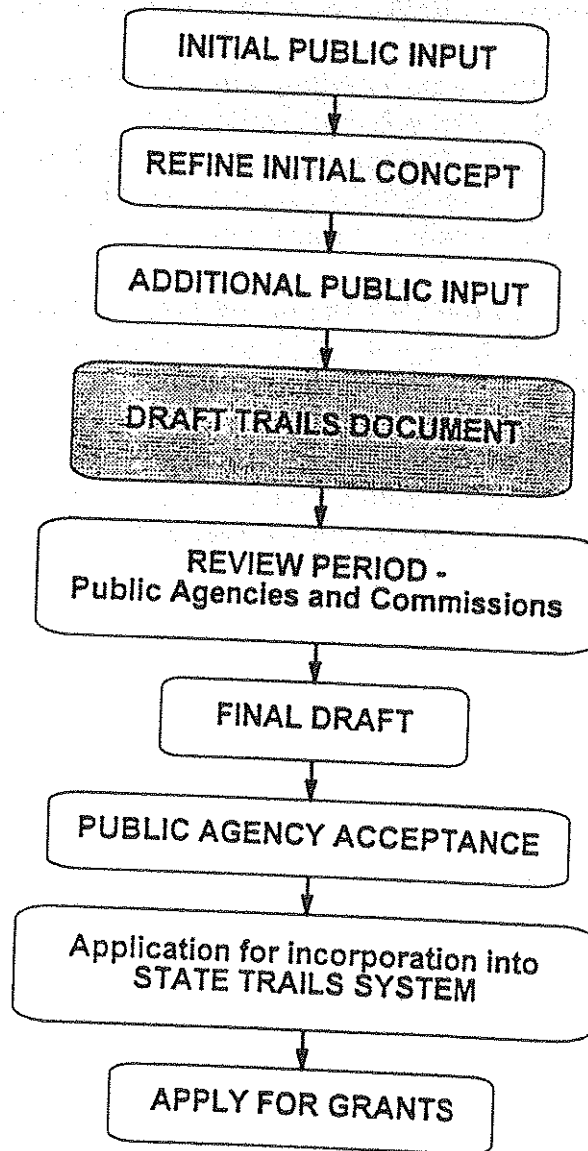 INITIAL PUBLIC INPUT
REFINE INITIAL CONCEPT
ADDITIONAL PUBLIC INPUT
DRAFT TRAILS DOCUMENT
REVIEW PERIOD -
Public Agencies and Commissions
FINAL DRAFT
PUBLIC AGENCY ACCEPTANCE
Application for incorporation into
STATE TRAILS SYSTEM
APPLY FOR GRANTS